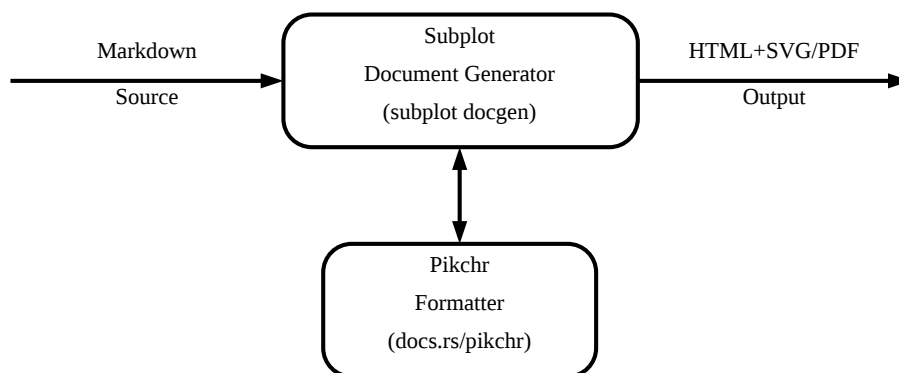 Markdown
Source
Subplot
Document Generator
(subplot docgen)
HTML+SVG/PDF
Output
Pikchr
Formatter
(docs.rs/pikchr)